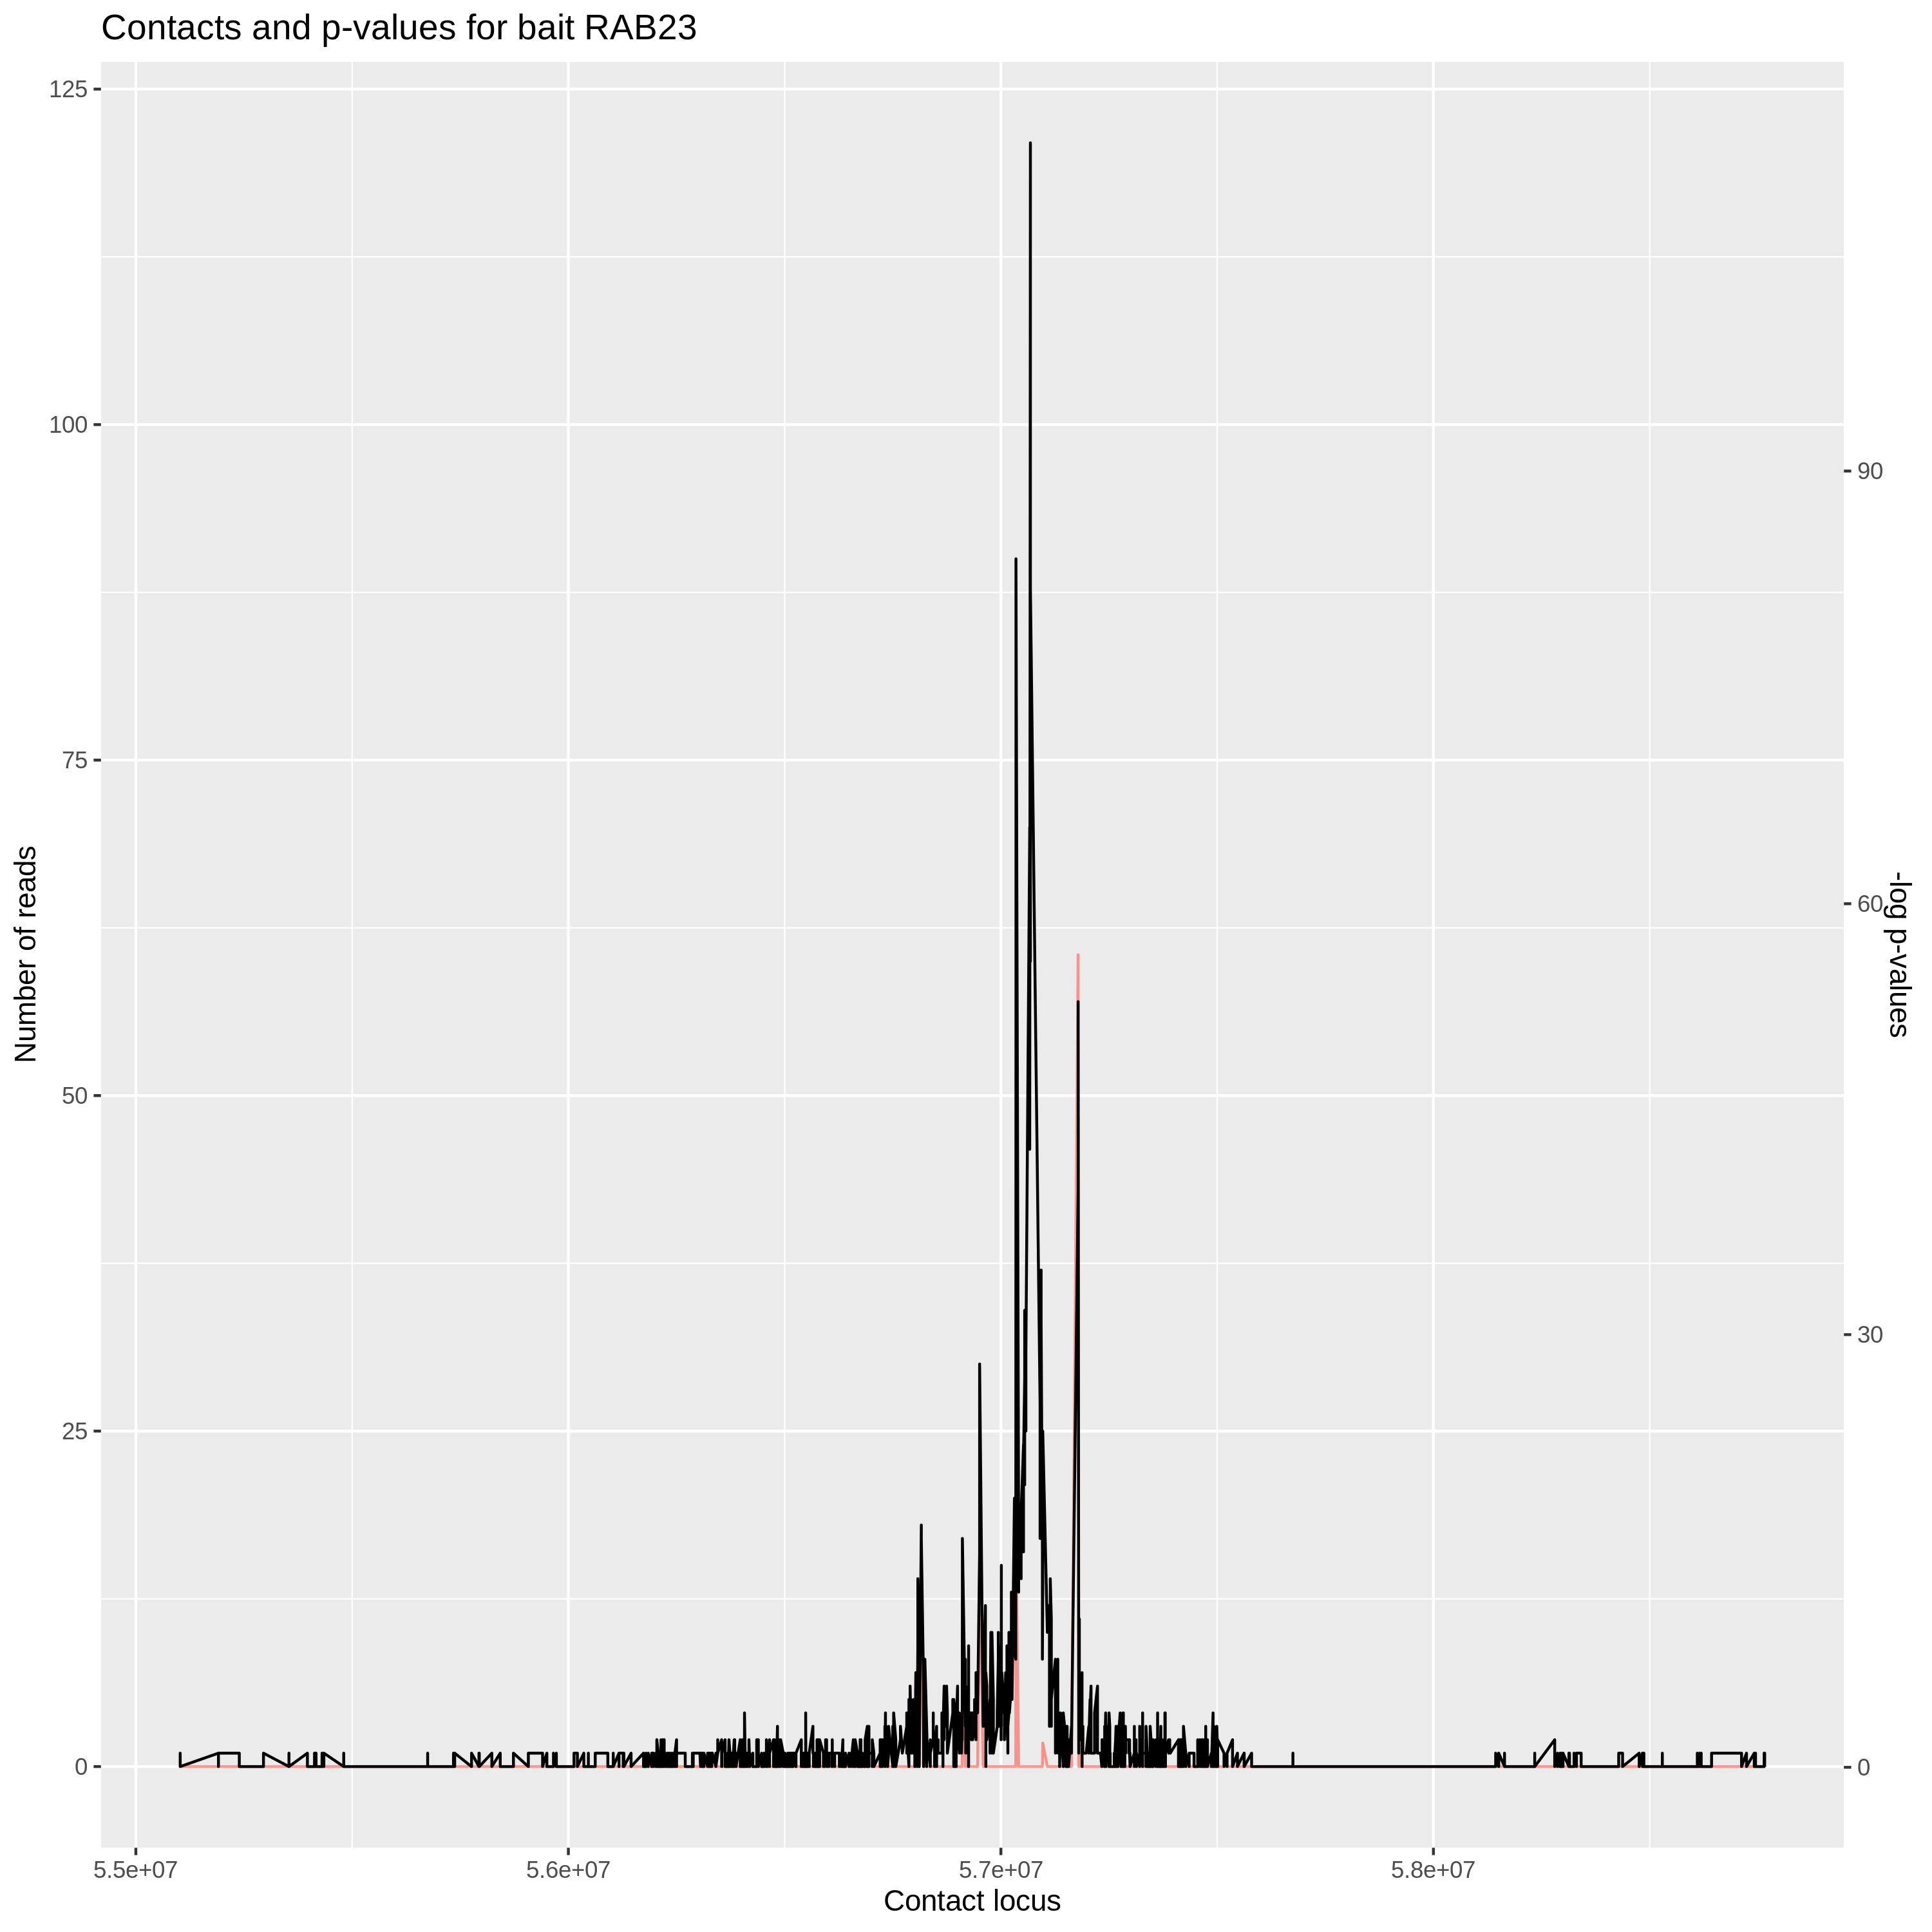 Contacts and p-values for bait RAB23
125
100
75
50
25
0
Number of reads
90
60
30
0
-log p-values
5.5e+07
5.6e+07
5.7e+07
5.8e+07
Contact locus